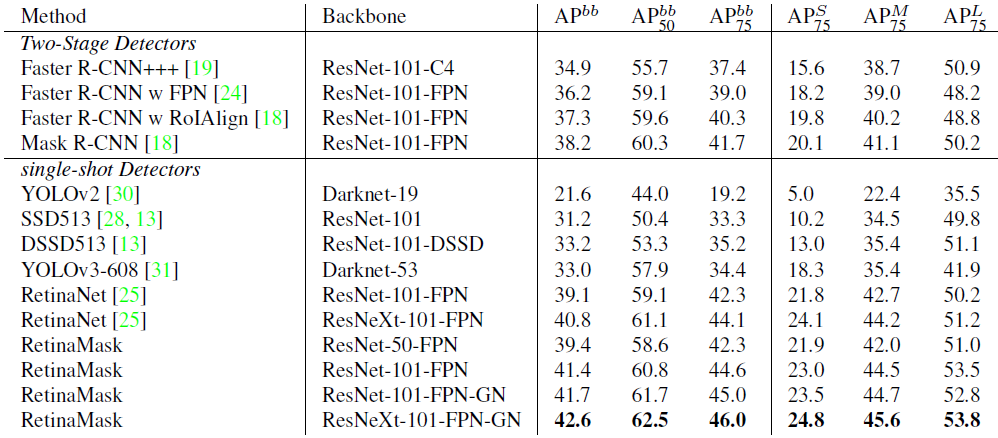 Method Backbone AP^bb AP^bb_50 AP^bb_75 AP^S_75 AP^M_75 AP^L_75
Two-Stage Detectors
Faster R-CNN+++ [19] ResNet-101-C4 34.9 55.7 37.4 15.6 38.7 50.9
Faster R-CNN w FPN [24] ResNet-101-FPN 36.2 59.1 39.0 18.2 39.0 48.2
Faster R-CNN w RoIAlign [18] ResNet-101-FPN 37.3 59.6 40.3 19.8 40.2 48.8
Mask R-CNN [18] ResNet-101-FPN 38.2 60.3 41.7 20.1 41.1 50.2
single-shot Detectors
YOLOv2 [30] Darknet-19 21.6 44.0 19.2 5.0 22.4 35.5
SSD513 [28, 13] ResNet-101 31.2 50.4 33.3 10.2 34.5 49.8
DSSD513 [13] ResNet-101-DSSD 33.2 53.3 35.2 13.0 35.4 51.1
YOLOv3-608 [31] Darknet-53 33.0 57.9 34.4 18.3 35.4 41.9
RetinaNet [25] ResNet-101-FPN 39.1 59.1 42.3 21.8 42.7 50.2
RetinaNet [25] ResNeXt-101-FPN 40.8 61.1 44.1 24.1 44.2 51.2
RetinaMask ResNet-50-FPN 39.4 58.6 42.3 21.9 42.0 51.0
RetinaMask ResNet-101-FPN 41.4 60.8 44.6 23.0 44.5 53.5
RetinaMask ResNet-101-FPN-GN 41.7 61.7 45.0 23.5 44.7 52.8
RetinaMask ResNeXt-101-FPN-GN 42.6 62.5 46.0 24.8 45.6 53.8